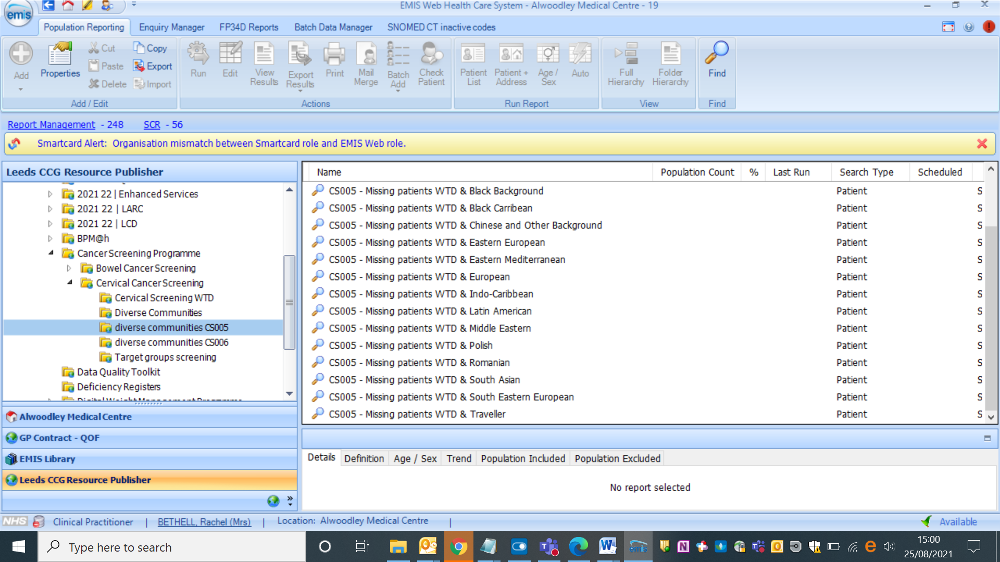 EMIS Web Health Care System - Alwoodley Medical Centre - 19
emis
Population Reporting Enquiry Manager FP34D Reports Batch Data Manager SNOMED CT inactive codes
Add Properties Cut Paste Delete Copy Export Import
Add / Edit
Run Edit View Results Export Results Print Mail Merge Batch Add Check Patient
Actions
Patient List Patient + Address Age / Sex Auto
Run Report
Full Hierarchy Folder Hierarchy
View
Find
Find
Report Management - 248 SCR - 56
Smartcard Alert: Organisation mismatch between Smartcard role and EMIS Web role.
Leeds CCG Resource Publisher
2021 22 | Enhanced Services
2021 22 | LARC
2021 22 | LCD
BPM@h
Cancer Screening Programme
Bowel Cancer Screening
Cervical Cancer Screening
Cervical Screening WTD
Diverse Communities
diverse communities CS005
diverse communities CS006
Target groups screening
Data Quality Toolkit
Deficiency Registers
Alwoodley Medical Centre
GP Contract - QOF
EMIS Library
Leeds CCG Resource Publisher
Name Population Count % Last Run Search Type Scheduled
CS005 - Missing patients WTD & Black Background Patient S
CS005 - Missing patients WTD & Black Carribean Patient S
CS005 - Missing patients WTD & Chinese and Other Background Patient S
CS005 - Missing patients WTD & Eastern European Patient S
CS005 - Missing patients WTD & Eastern Mediterranean Patient S
CS005 - Missing patients WTD & European Patient S
CS005 - Missing patients WTD & Indo-Caribbean Patient S
CS005 - Missing patients WTD & Latin American Patient S
CS005 - Missing patients WTD & Middle Eastern Patient S
CS005 - Missing patients WTD & Polish Patient S
CS005 - Missing patients WTD & Romanian Patient S
CS005 - Missing patients WTD & South Asian Patient S
CS005 - Missing patients WTD & South Eastern European Patient S
CS005 - Missing patients WTD & Traveller Patient S
Details Definition Age / Sex Trend Population Included Population Excluded
No report selected
NHS Clinical Practitioner | BETHELL, Rachel (Mrs) | Location: Alwoodley Medical Centre | Available
Type here to search
15:00
25/08/2021